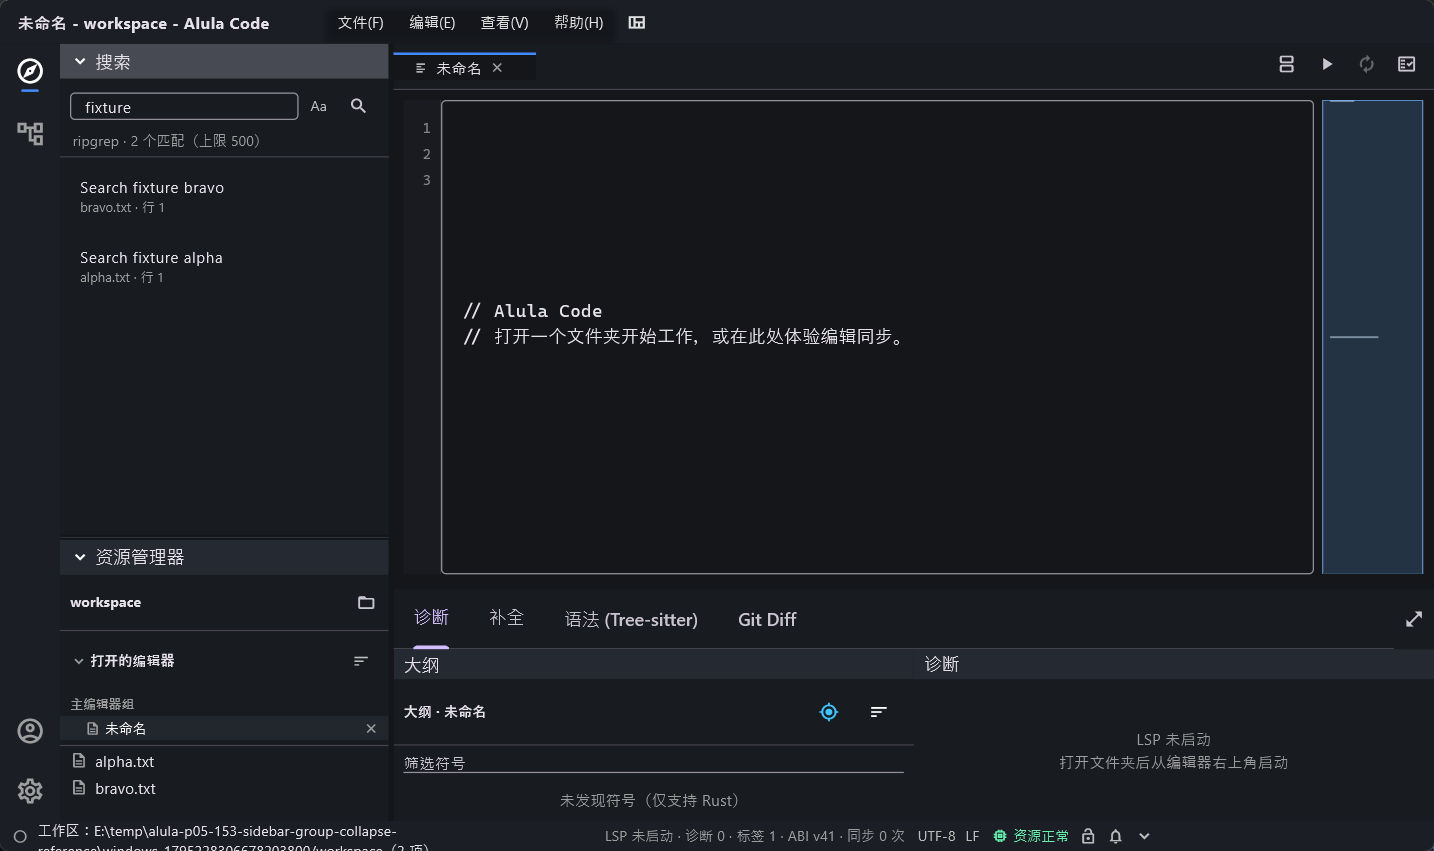 未命名 - workspace - Alula Code
文件(F) 编辑(E) 查看(V) 帮助(H)
搜索
fixture
Aa
ripgrep · 2 个匹配（上限 500）
Search fixture bravo
bravo.txt · 行 1
Search fixture alpha
alpha.txt · 行 1
资源管理器
workspace
打开的编辑器
主编辑器组
未命名
alpha.txt
bravo.txt
未命名
1
2
3
// Alula Code
// 打开一个文件夹开始工作，或在此处体验编辑同步。
诊断 补全 语法 (Tree-sitter) Git Diff
大纲
大纲 · 未命名
筛选符号
未发现符号（仅支持 Rust）
诊断
LSP 未启动
打开文件夹后从编辑器右上角启动
工作区：E:\temp\alula-p05-153-sidebar-group-collapse-
reference\windows-1795228306678203800/workspace（2 项）
LSP 未启动 · 诊断 0 · 标签 1 · ABI v41 · 同步 0 次 UTF-8 LF 资源正常